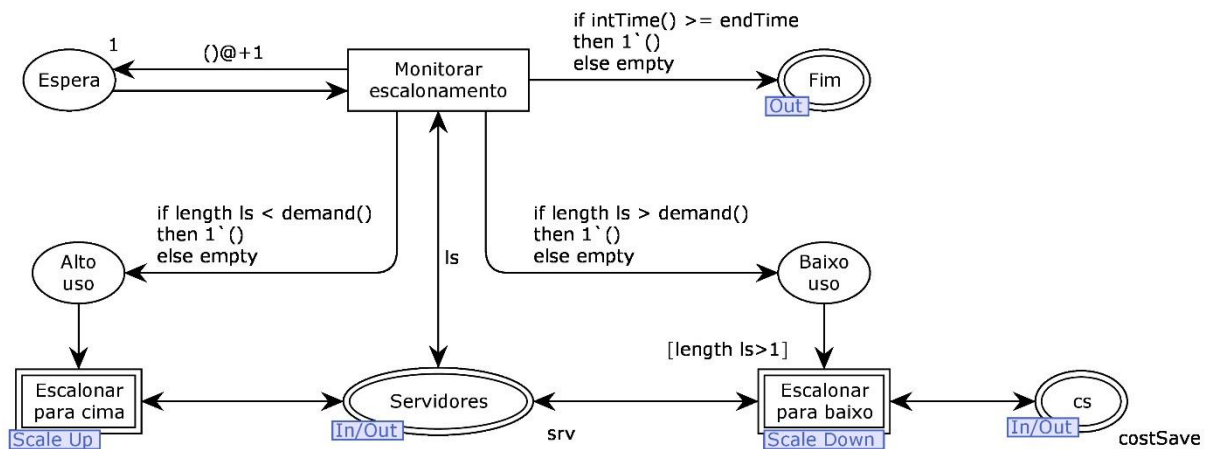 1
Espera
()@+1
Monitorar
escalonamento
if intTime() >= endTime
then 1`()
else empty
Fim
Out
if length ls < demand()
then 1`()
else empty
ls
if length ls > demand()
then 1`()
else empty
Alto
uso
Baixo
uso
[length ls>1]
Escalonar
para cima
Scale Up
Servidores
In/Out
srv
Escalonar
para baixo
Scale Down
cs
In/Out
costSave